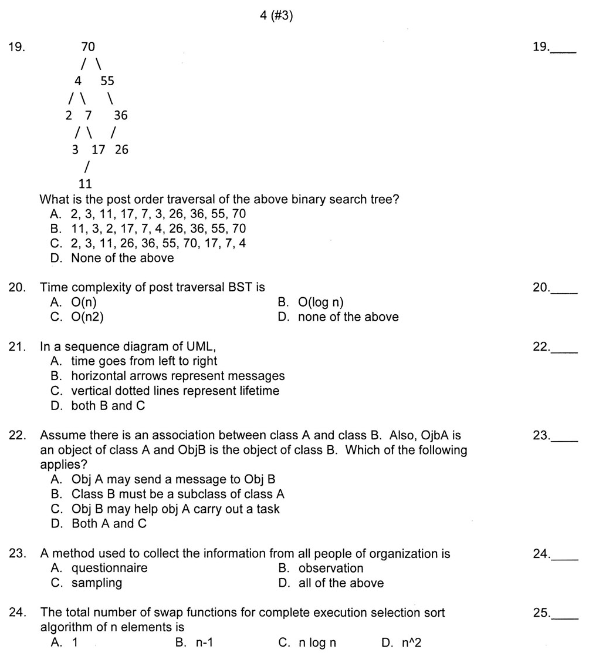 4 (#3)
19. 70 19.____
/ \
4 55
/ \ \
2 7 36
/ \ /
3 17 26
/
11
What is the post order traversal of the above binary search tree?
A. 2, 3, 11, 17, 7, 3, 26, 36, 55, 70
B. 11, 3, 2, 17, 7, 4, 26, 36, 55, 70
C. 2, 3, 11, 26, 36, 55, 70, 17, 7, 4
D. None of the above
20. Time complexity of post traversal BST is 20.____
A. O(n) B. O(log n)
C. O(n2) D. none of the above
21. In a sequence diagram of UML, 22.____
A. time goes from left to right
B. horizontal arrows represent messages
C. vertical dotted lines represent lifetime
D. both B and C
22. Assume there is an association between class A and class B. Also, OjbA is 23.____
an object of class A and ObjB is the object of class B. Which of the following
applies?
A. Obj A may send a message to Obj B
B. Class B must be a subclass of class A
C. Obj B may help obj A carry out a task
D. Both A and C
23. A method used to collect the information from all people of organization is 24.____
A. questionnaire B. observation
C. sampling D. all of the above
24. The total number of swap functions for complete execution selection sort 25.____
algorithm of n elements is
A. 1 B. n-1 C. n log n D. n^2